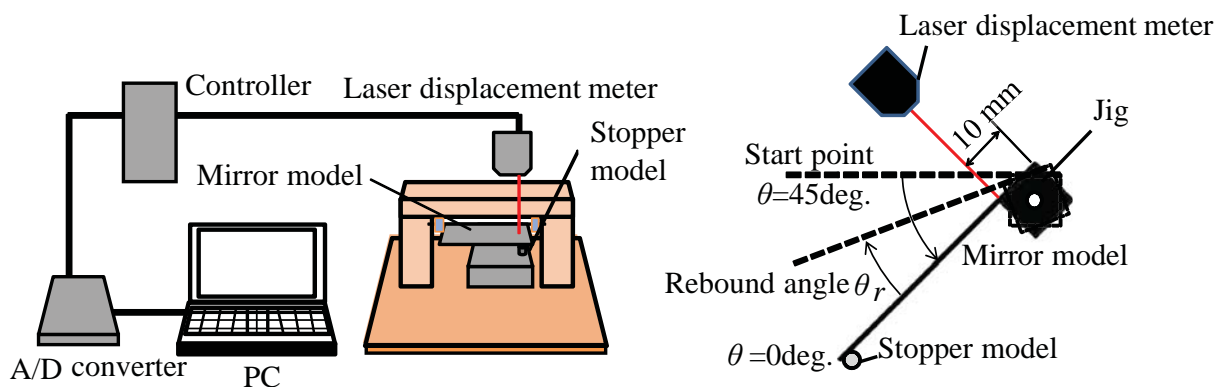 Controller
Laser displacement meter
Stopper
model
Mirror model
A/D converter
PC
Laser displacement meter
10 mm
Jig
Start point
θ=45deg.
Mirror model
Rebound angle θr
θ=0deg.
Stopper model